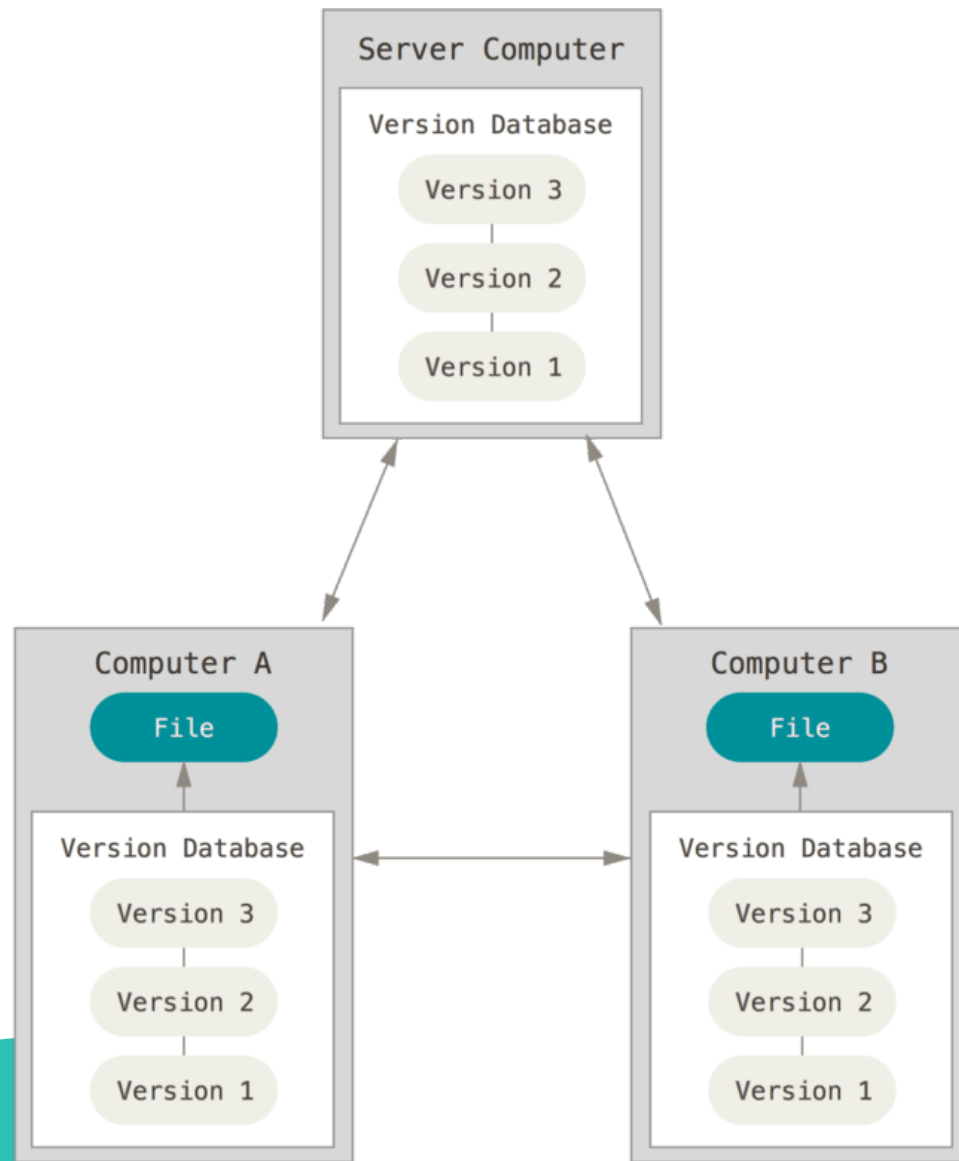 Server Computer
Version Database
Version 3
Version 2
Version 1
Computer A
File
Version Database
Version 3
Version 2
Version 1
Computer B
File
Version Database
Version 3
Version 2
Version 1